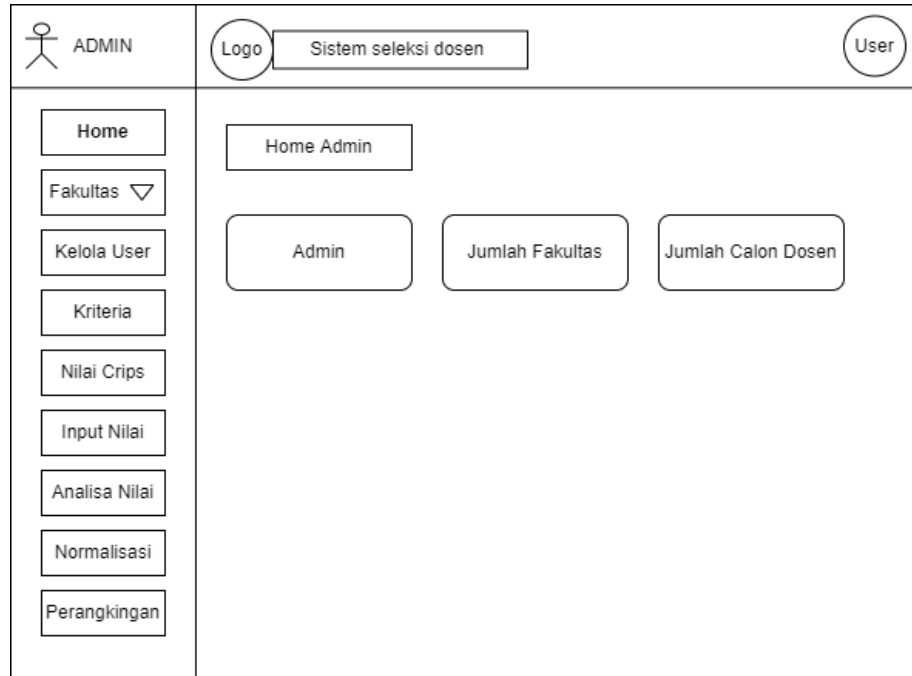 ADMIN
Logo
Sistem seleksi dosen
User
Home
Fakultas
Kelola User
Kriteria
Nilai Crips
Input Nilai
Analisa Nilai
Normalisasi
Perangkingan
Home Admin
Admin
Jumlah Fakultas
Jumlah Calon Dosen